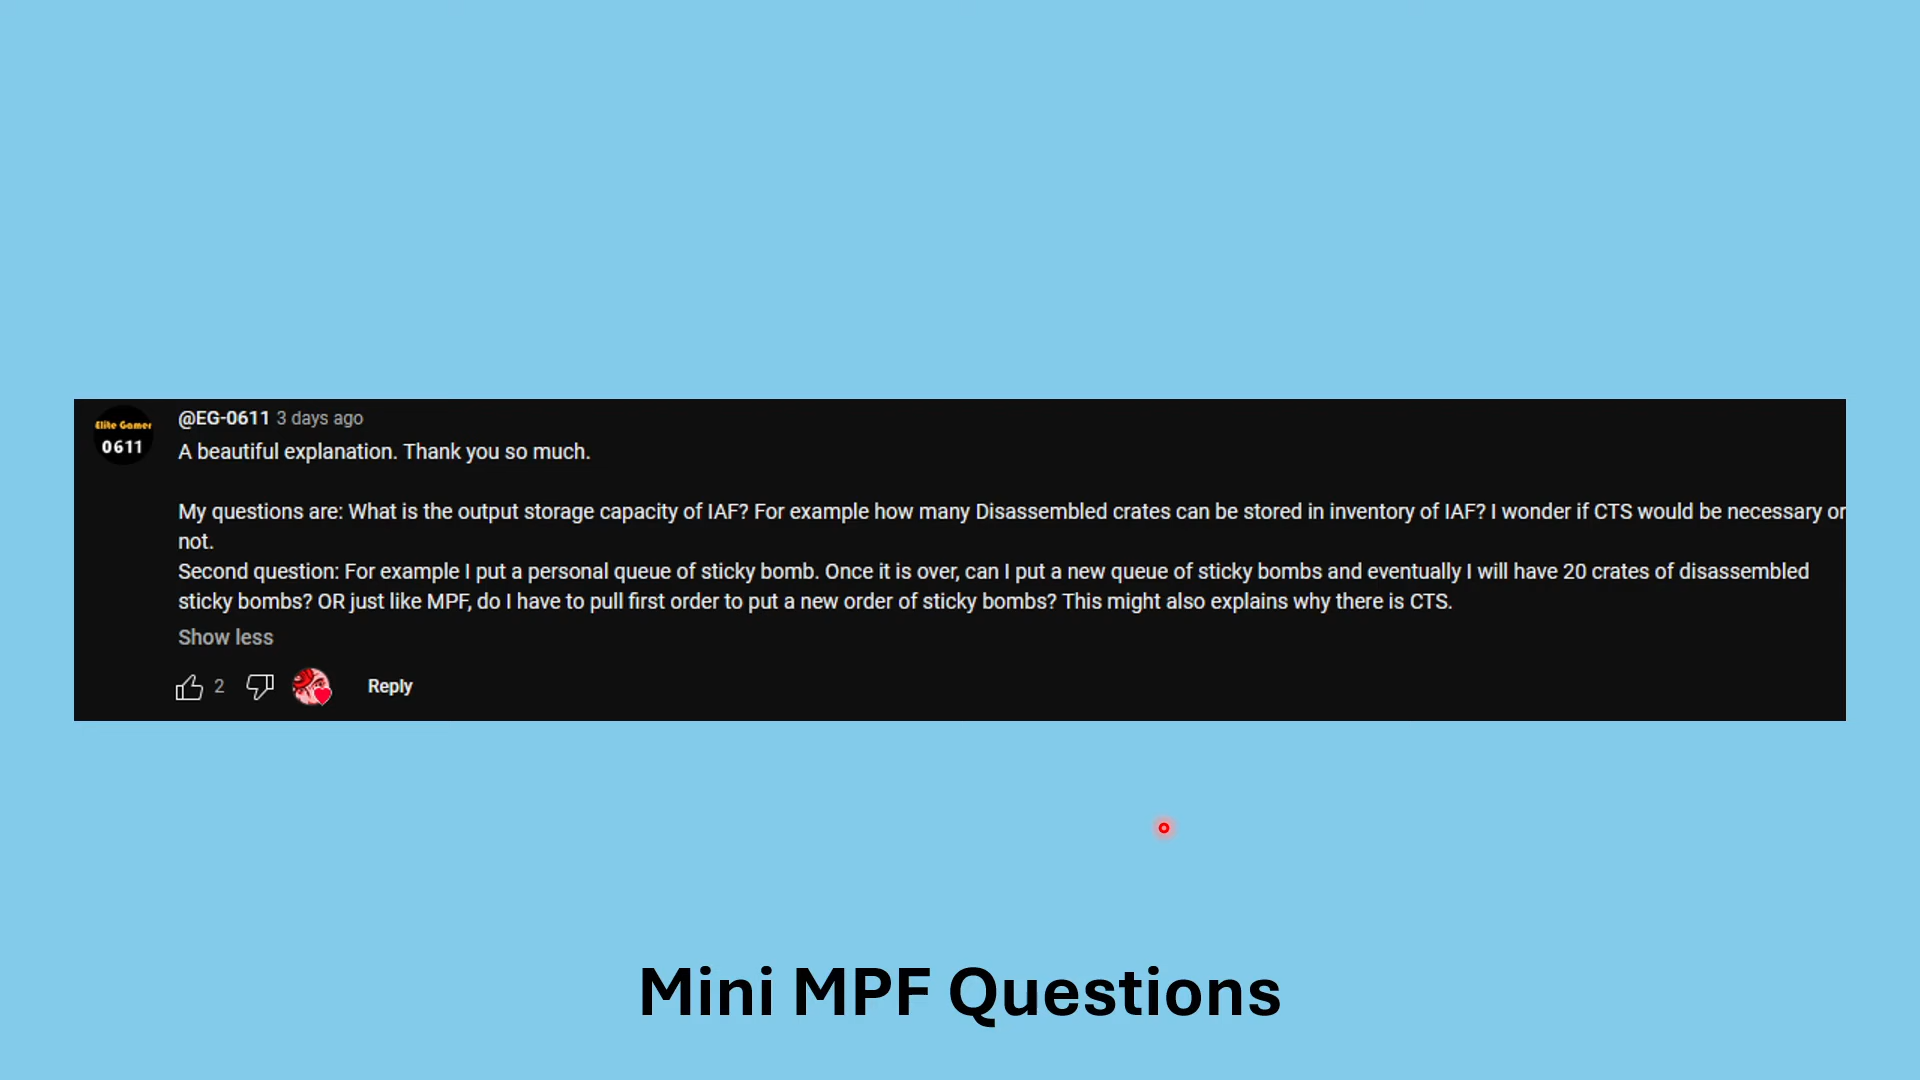 Elite Gamer
0611
@EG-0611 3 days ago
A beautiful explanation. Thank you so much.
My questions are: What is the output storage capacity of IAF? For example how many Disassembled crates can be stored in inventory of IAF? I wonder if CTS would be necessary or
not.
Second question: For example I put a personal queue of sticky bomb. Once it is over, can I put a new queue of sticky bombs and eventually I will have 20 crates of disassembled
sticky bombs? OR just like MPF, do I have to pull first order to put a new order of sticky bombs? This might also explains why there is CTS.
Show less
2
Reply
Mini MPF Questions